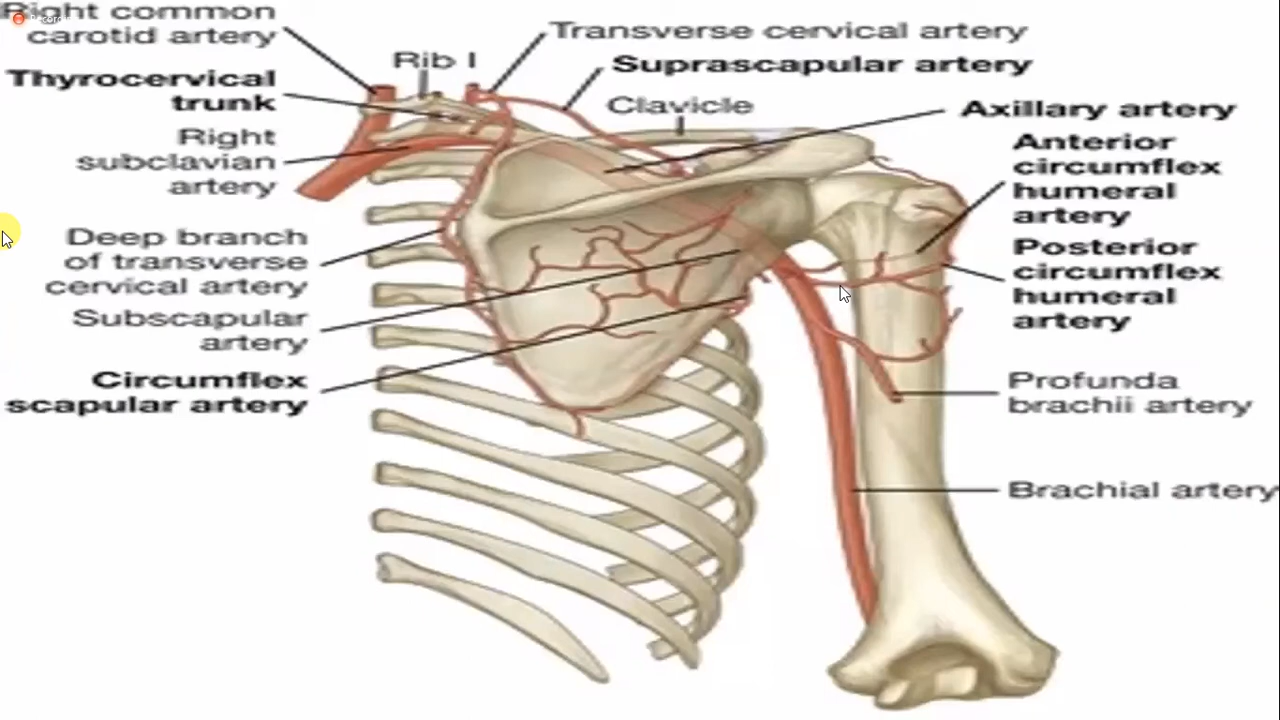 Right common
carotid artery
Recording
Thyrocervical
trunk
Right
subclavian
artery
Deep branch
of transverse
cervical artery
Subscapular
artery
Circumflex
scapular artery
Rib I
Transverse cervical artery
Suprascapular artery
Clavicle
Axillary artery
Anterior
circumflex
humeral
artery
Posterior
circumflex
humeral
artery
Profunda
brachii artery
Brachial artery